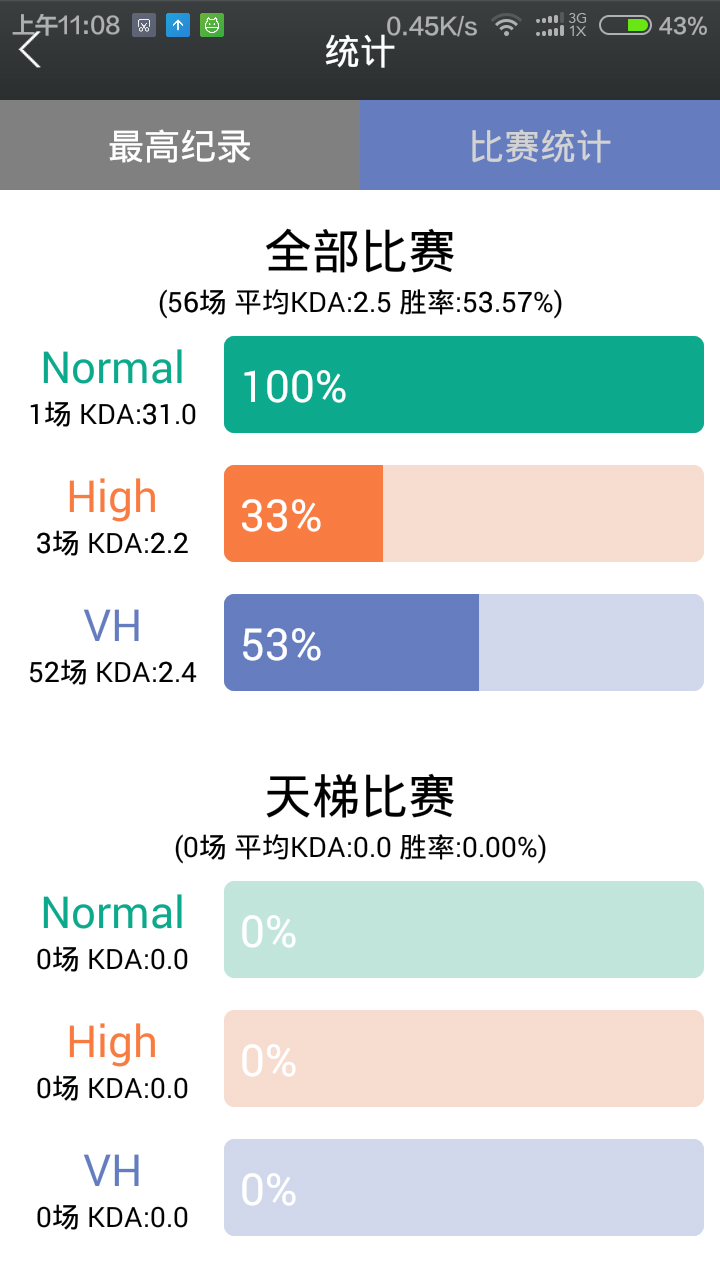 上午11:08 0.45K/s 3G 1X 43%
统计
最高纪录 比赛统计
全部比赛
(56场 平均KDA:2.5 胜率:53.57%)
Normal
1场 KDA:31.0
100%
High
3场 KDA:2.2
33%
VH
52场 KDA:2.4
53%
天梯比赛
(0场 平均KDA:0.0 胜率:0.00%)
Normal
0场 KDA:0.0
0%
High
0场 KDA:0.0
0%
VH
0场 KDA:0.0
0%